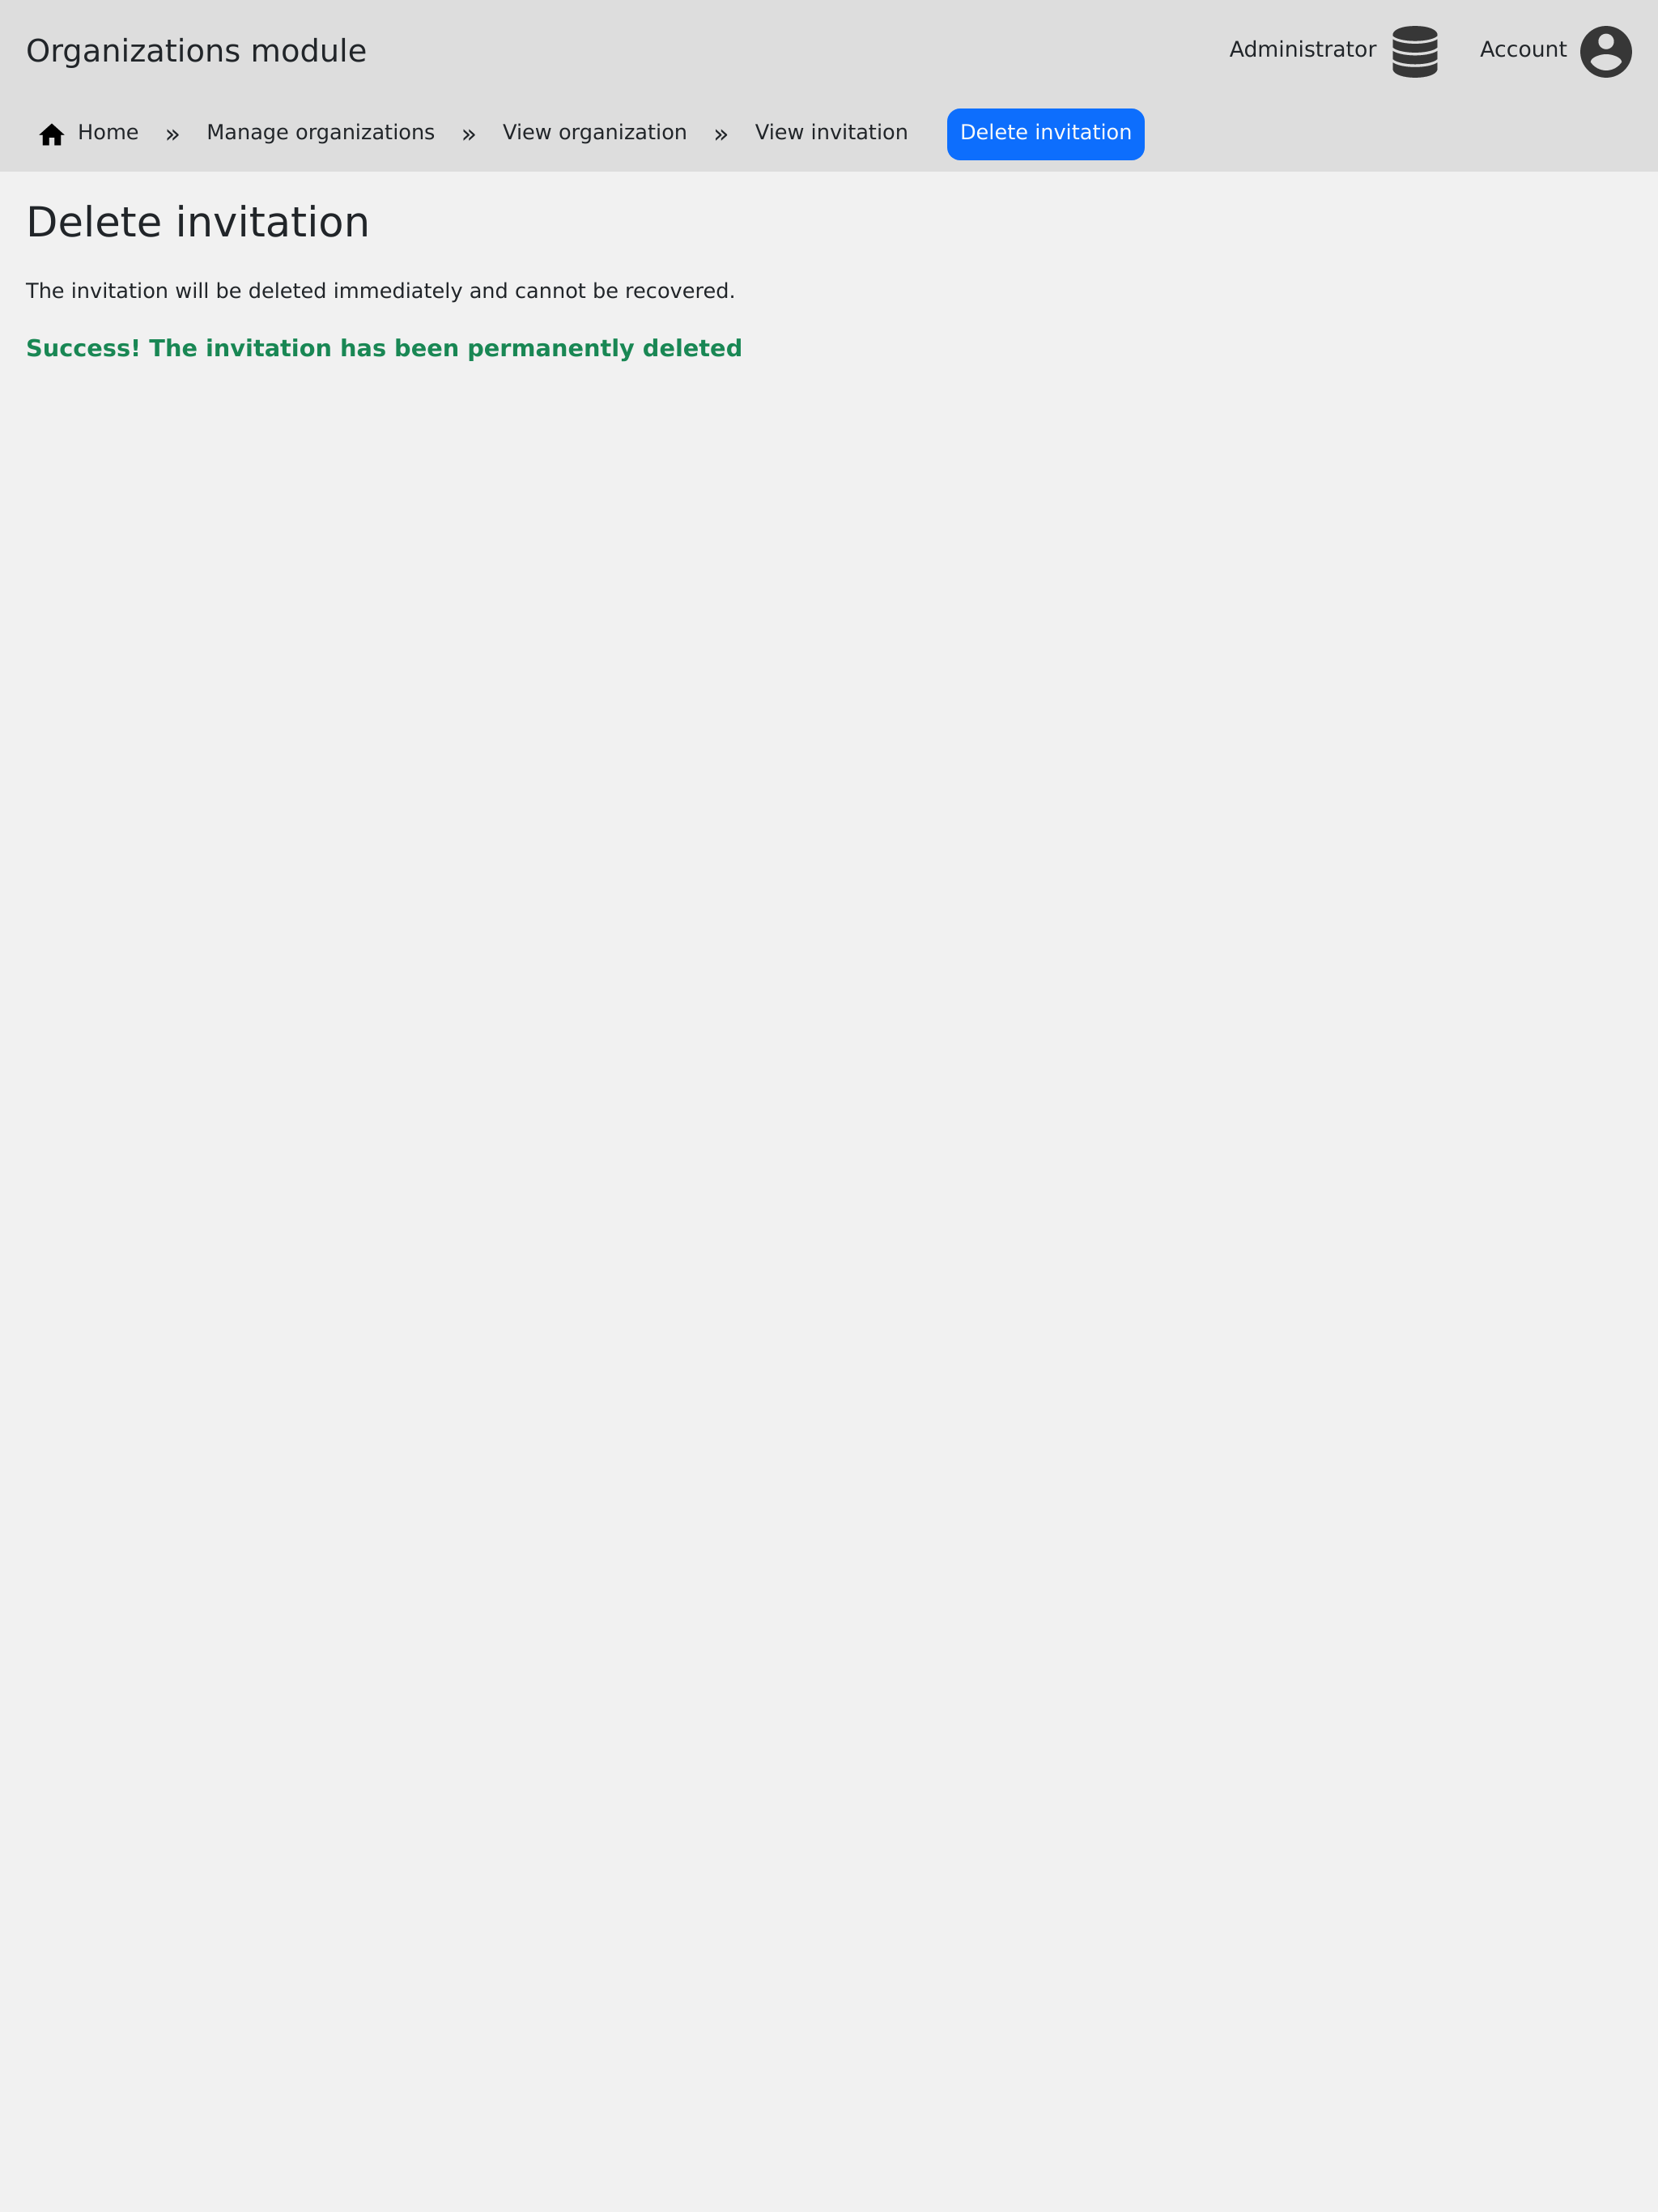 Organizations module
Administrator
Account
Home » Manage organizations » View organization » View invitation Delete invitation
Delete invitation
The invitation will be deleted immediately and cannot be recovered.
Success! The invitation has been permanently deleted